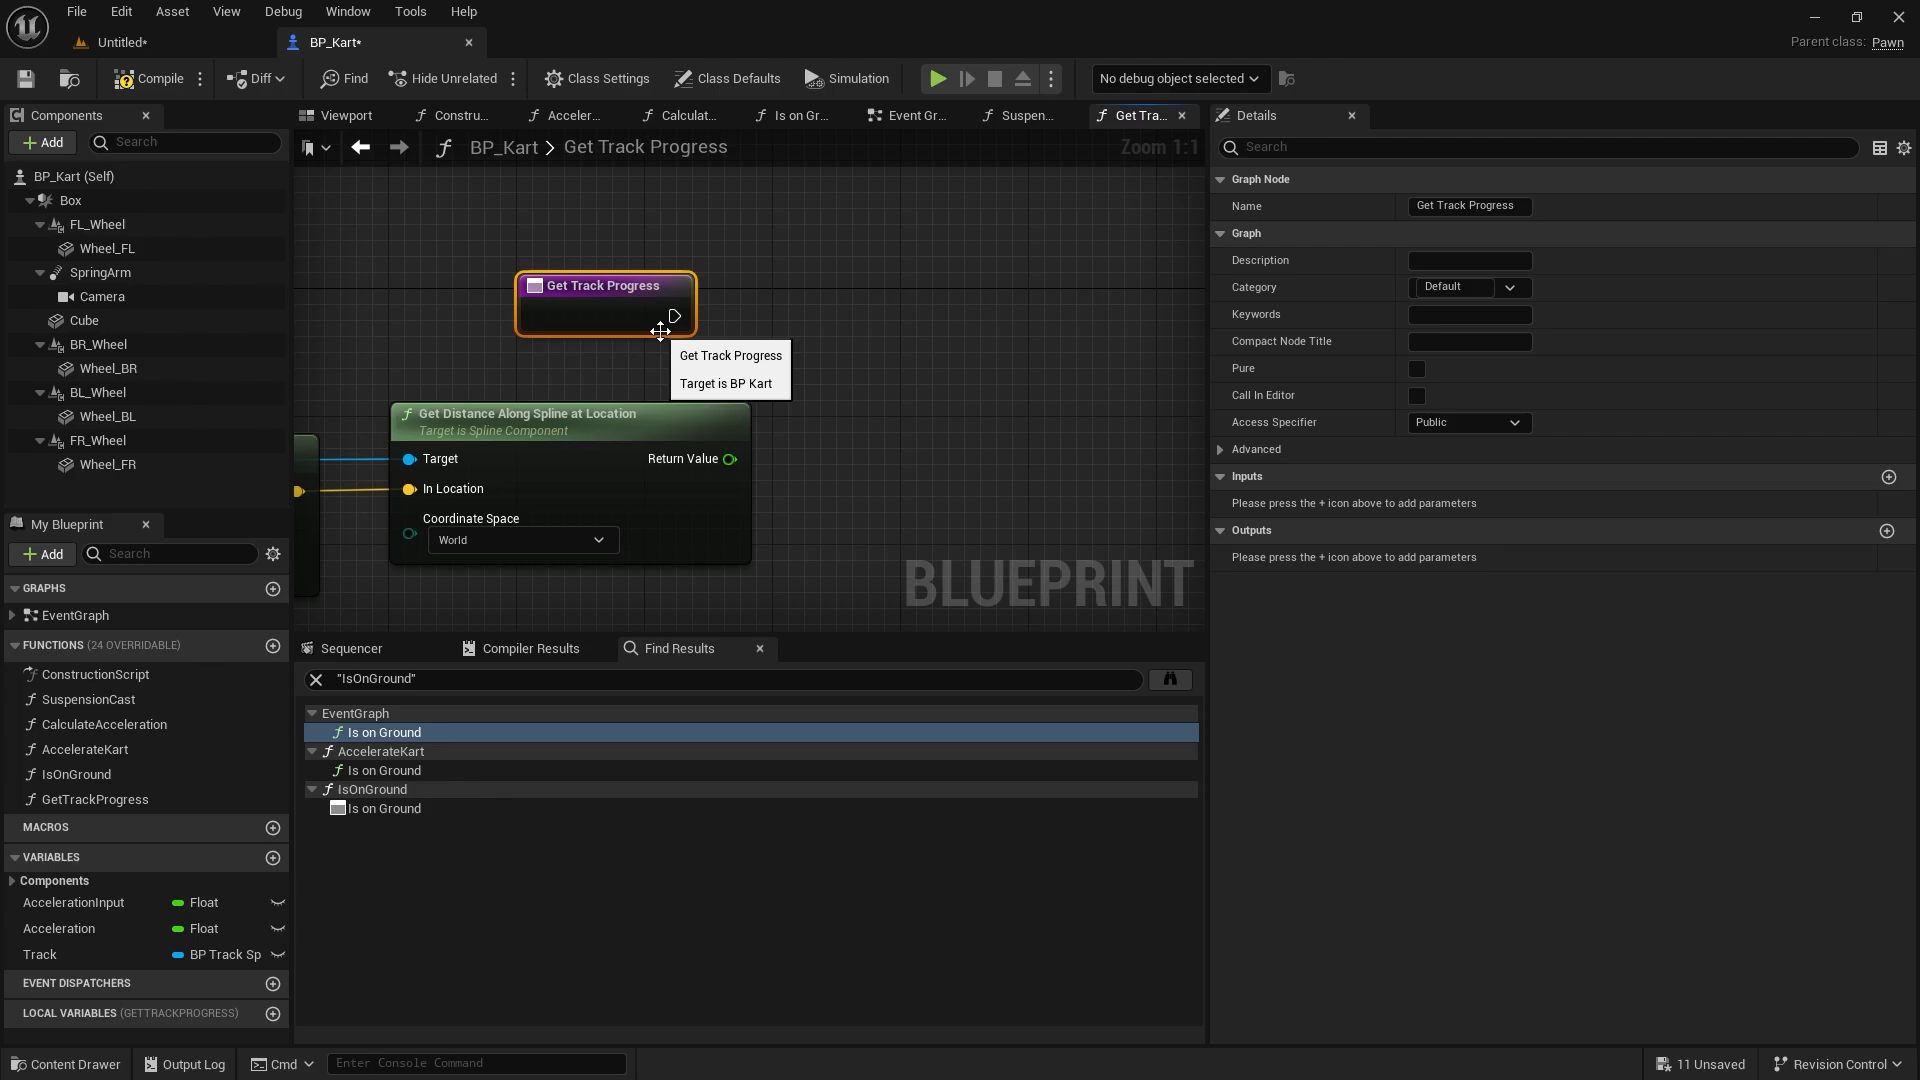 File Edit Asset View Debug Window Tools Help
Untitled*
BP_Kart*
Parent class: Pawn
Compile
Diff
Find
Hide Unrelated
Class Settings
Class Defaults
Simulation
No debug object selected
Components
Add
Search
BP_Kart (Self)
Box
FL_Wheel
Wheel_FL
SpringArm
Camera
Cube
BR_Wheel
Wheel_BR
BL_Wheel
Wheel_BL
FR_Wheel
Wheel_FR
My Blueprint
Add
Search
GRAPHS
EventGraph
FUNCTIONS (24 OVERRIDABLE)
ConstructionScript
SuspensionCast
CalculateAcceleration
AccelerateKart
IsOnGround
GetTrackProgress
MACROS
VARIABLES
Components
AccelerationInput Float
Acceleration Float
Track BP Track Sp
EVENT DISPATCHERS
LOCAL VARIABLES (GETTRACKPROGRESS)
Viewport
Constru...
Acceler...
Calculat...
Is on Gr...
Event Gr...
Suspen...
Get Tra...
BP_Kart > Get Track Progress
Zoom 1:1
Get Track Progress
Get Track Progress
Target is BP Kart
Get Distance Along Spline at Location
Target is Spline Component
Target
Return Value
In Location
Coordinate Space
World
BLUEPRINT
Sequencer
Compiler Results
Find Results
"IsOnGround"
EventGraph
Is on Ground
AccelerateKart
Is on Ground
IsOnGround
Is on Ground
Details
Search
Graph Node
Name Get Track Progress
Graph
Description
Category Default
Keywords
Compact Node Title
Pure
Call In Editor
Access Specifier Public
Advanced
Inputs
Please press the + icon above to add parameters
Outputs
Please press the + icon above to add parameters
Content Drawer
Output Log
Cmd
Enter Console Command
11 Unsaved
Revision Control